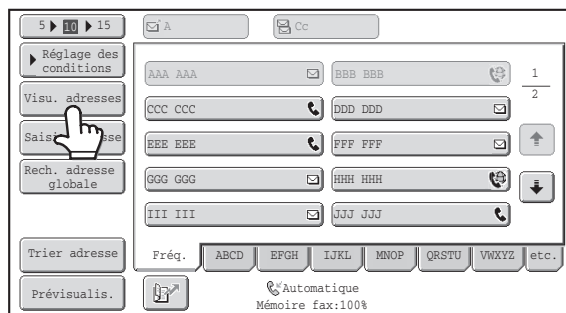 5 10 15
A
Cc
Réglage des
conditions
Visu. adresses
Rech. adresse
globale
Trier adresse
Prévisualis.
AAA AAA
BBB BBB
CCC CCC
DDD DDD
EEE EEE
FFF FFF
GGG GGG
HHH HHH
III III
JJJ JJJ
1
2
Fréq.
ABCD
EFGH
IJKL
MNOP
QRSTU
VWXYZ
etc.
Automatique
Mémoire fax:100%